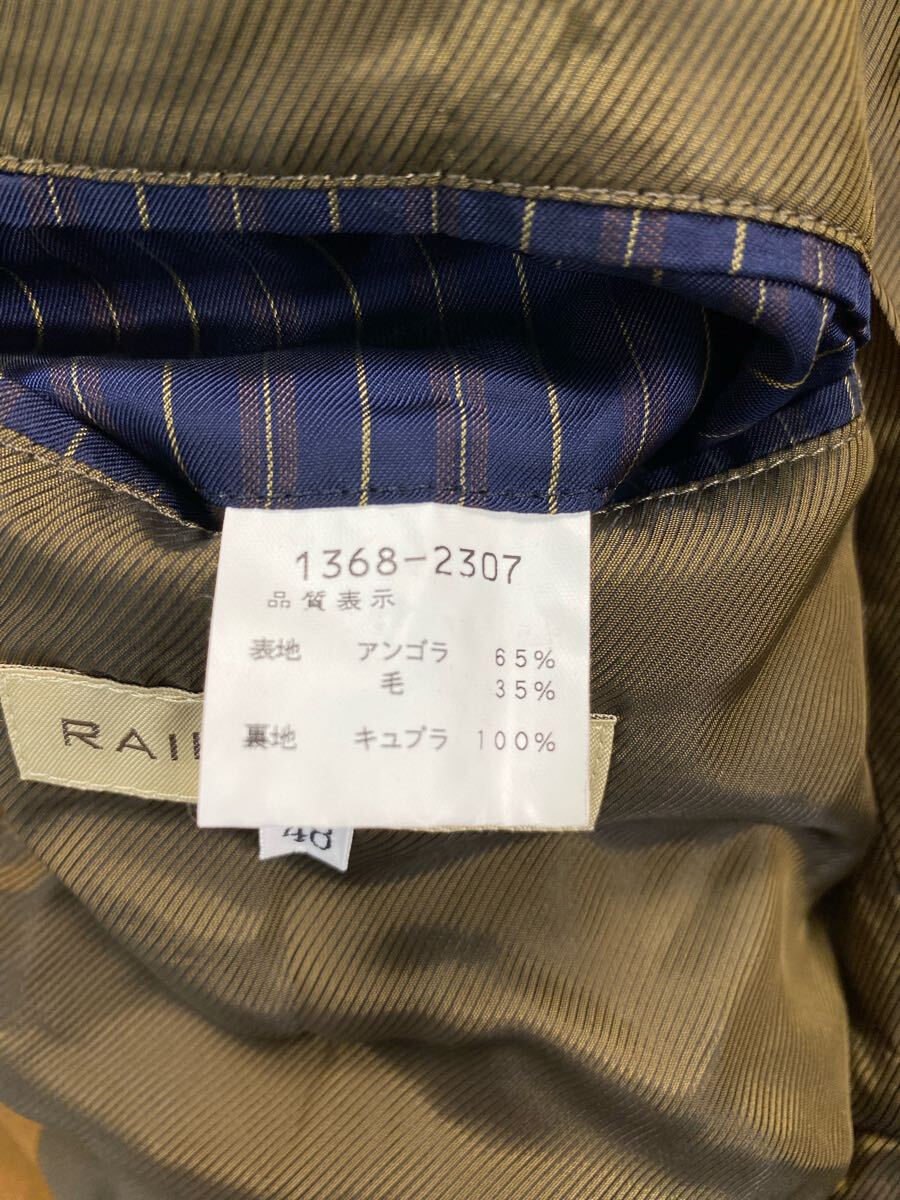 1368-2307
品質表示
表地 アンゴラ 65%
毛 35%
裏地 キュプラ 100%